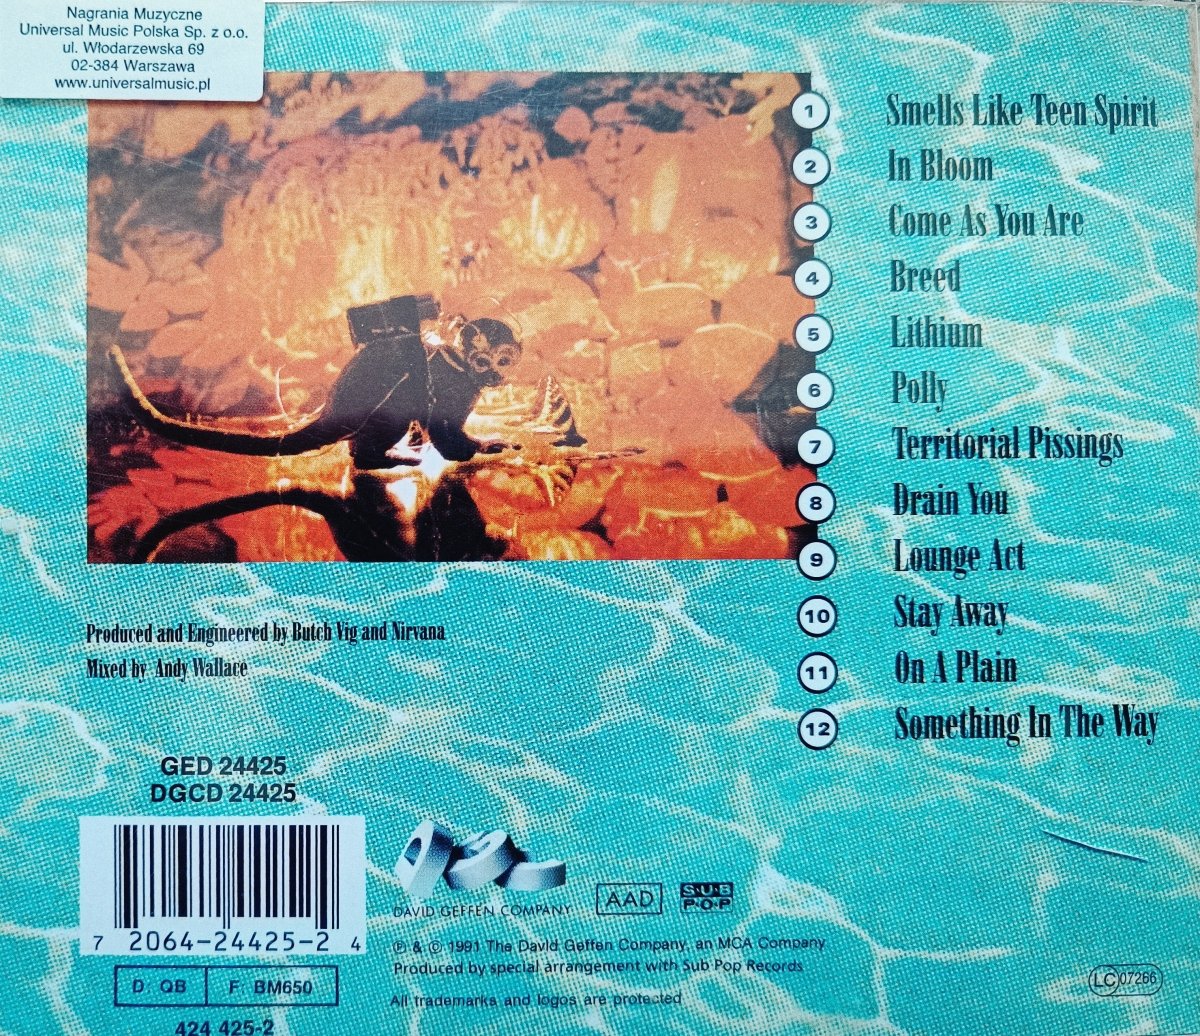 Nagrania Muzyczne
Universal Music Polska Sp. z o.o.
ul. Włodarzewska 69
02-384 Warszawa
www.universalmusic.pl
1 Smells Like Teen Spirit
2 In Bloom
3 Come As You Are
4 Breed
5 Lithium
6 Polly
7 Territorial Pissings
8 Drain You
9 Lounge Act
10 Stay Away
11 On A Plain
12 Something In The Way
Produced and Engineered by Butch Vig and Nirvana
Mixed by Andy Wallace
GED 24425
DGCD 24425
7 20644-24425-2 4
D: QB F: BM650
424 425-2
DAVID GEFFEN COMPANY
AAD
SUB POP
℗ & © 1991 The David Geffen Company, an MCA Company
Produced by special arrangement with Sub Pop Records
All trademarks and logos are protected
LC 07266